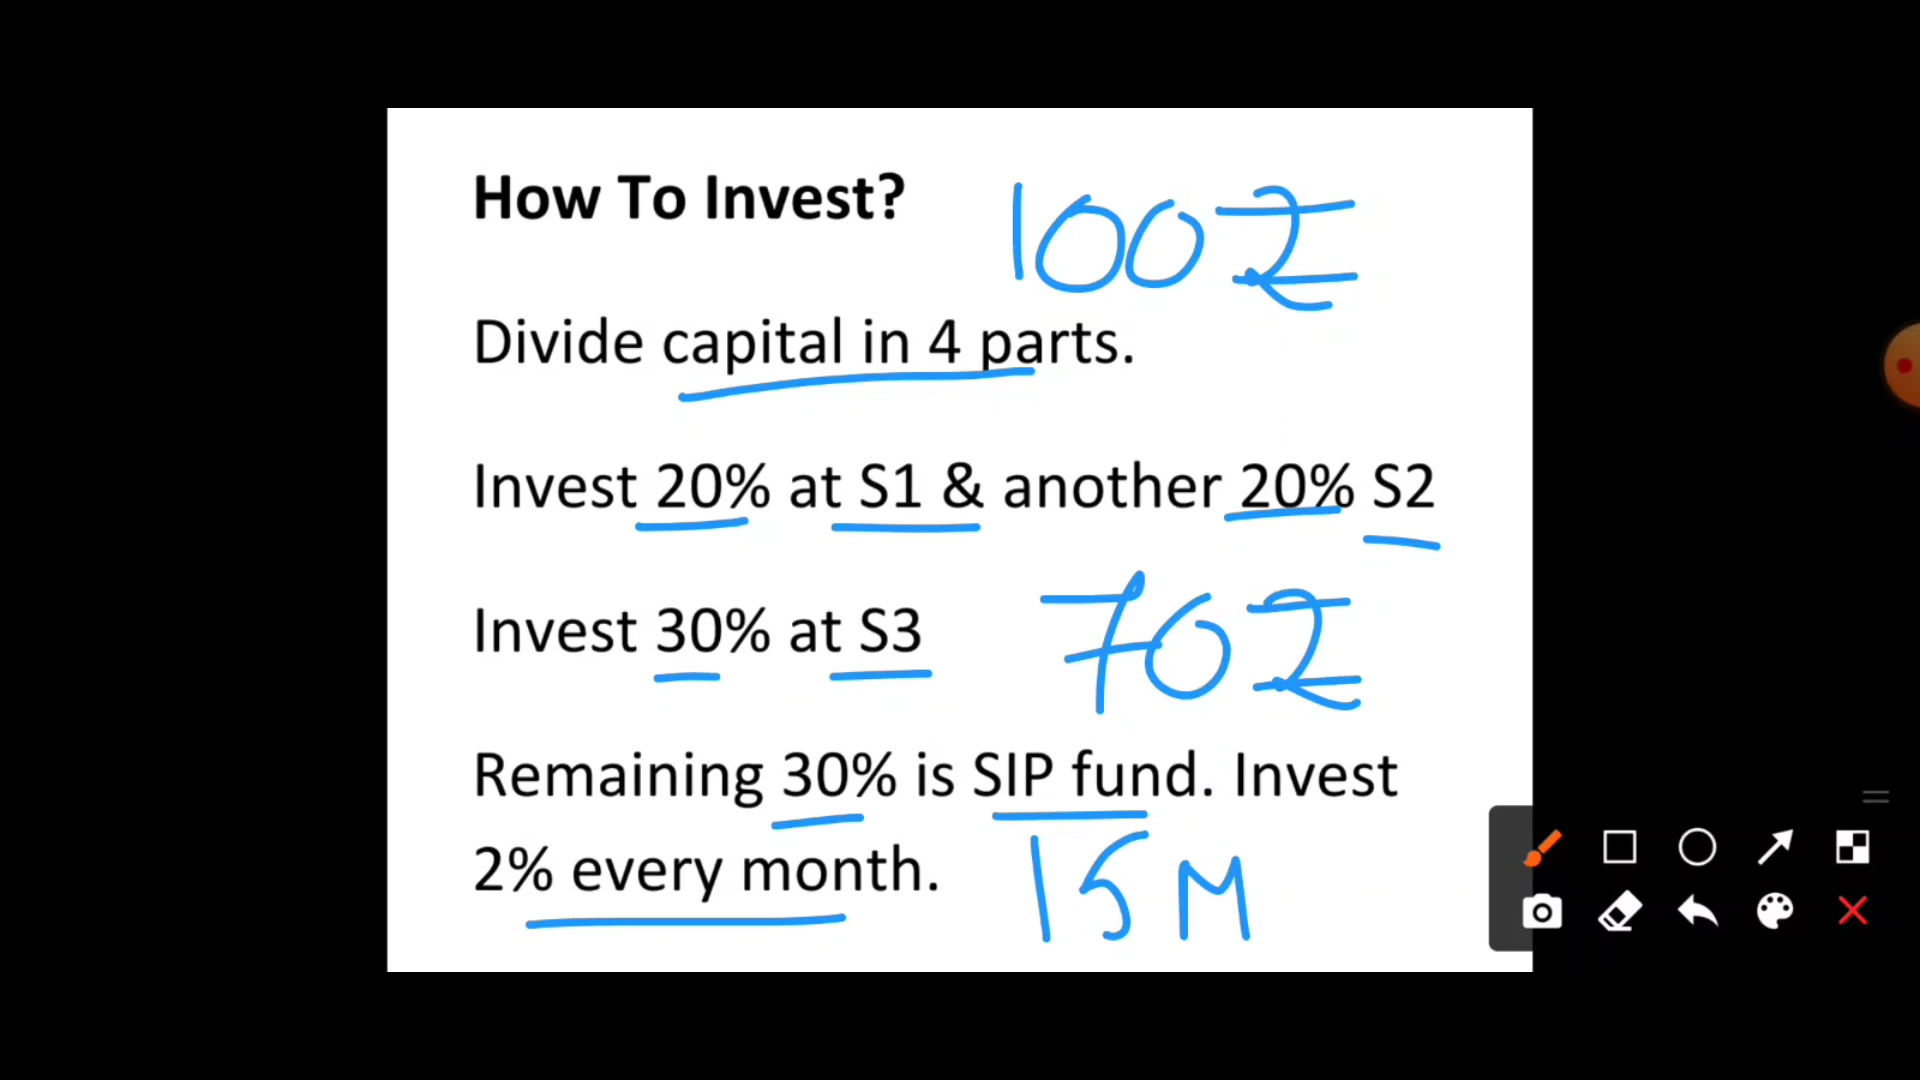 How To Invest? 100₹
Divide capital in 4 parts.
Invest 20% at S1 & another 20% S2
Invest 30% at S3 70₹
Remaining 30% is SIP fund. Invest
2% every month. 15M